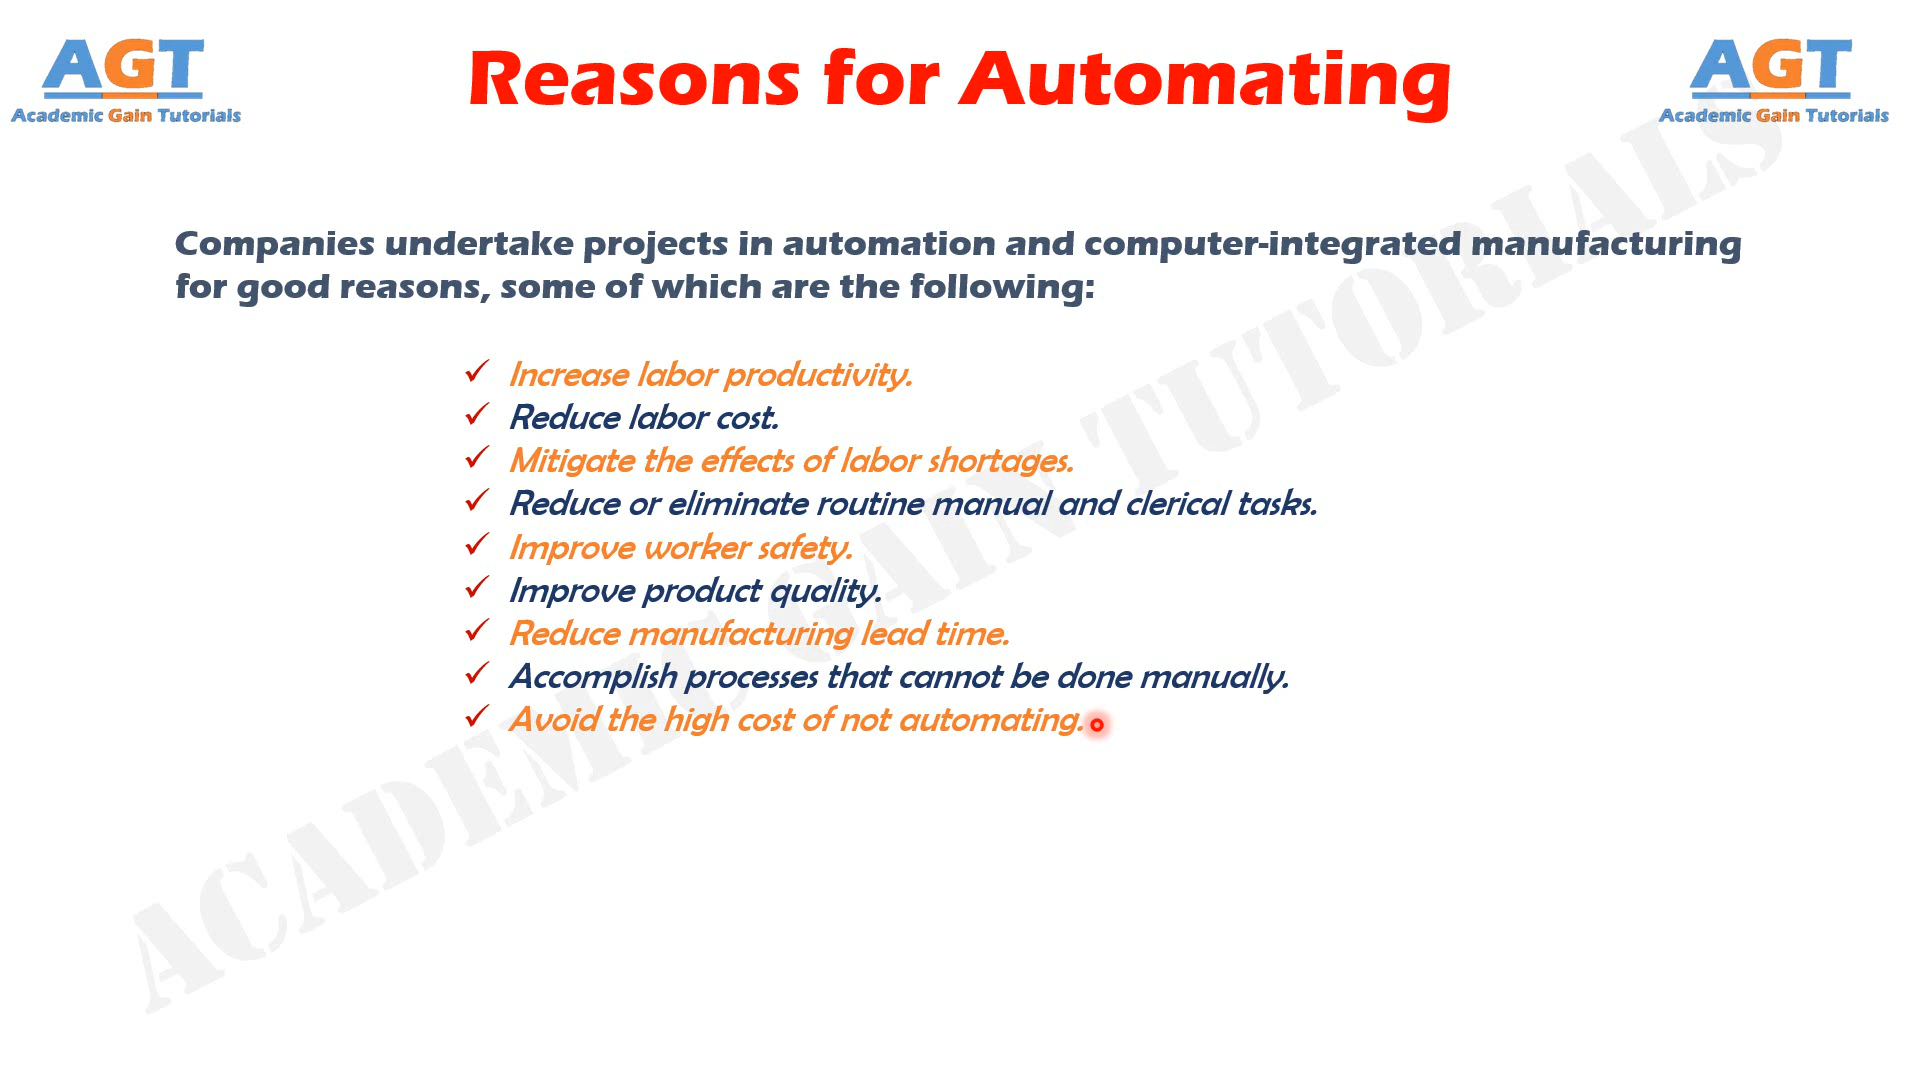 AGT
Academic Gain Tutorials
Reasons for Automating
AGT
Academic Gain Tutorials
Companies undertake projects in automation and computer-integrated manufacturing
for good reasons, some of which are the following:
✓ Increase labor productivity.
✓ Reduce labor cost.
✓ Mitigate the effects of labor shortages.
✓ Reduce or eliminate routine manual and clerical tasks.
✓ Improve worker safety.
✓ Improve product quality.
✓ Reduce manufacturing lead time.
✓ Accomplish processes that cannot be done manually.
✓ Avoid the high cost of not automating.
ACADEMIC GAIN TUTORIALS